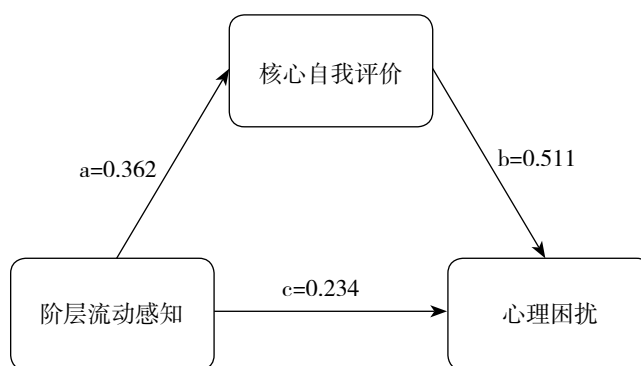 核心自我评价
a=0.362
b=0.511
阶层流动感知
c=0.234
心理困扰